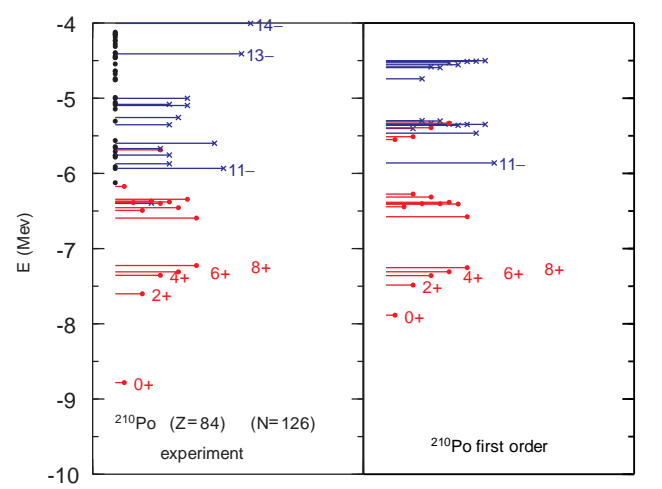 -4
14–
13–
-5
11–
11–
-6
E (Mev)
-7
4+ 6+ 8+
4+ 6+ 8+
2+
2+
-8
0+
0+
-9
²¹⁰Po (Z=84) (N=126)
experiment
²¹⁰Po first order
-10